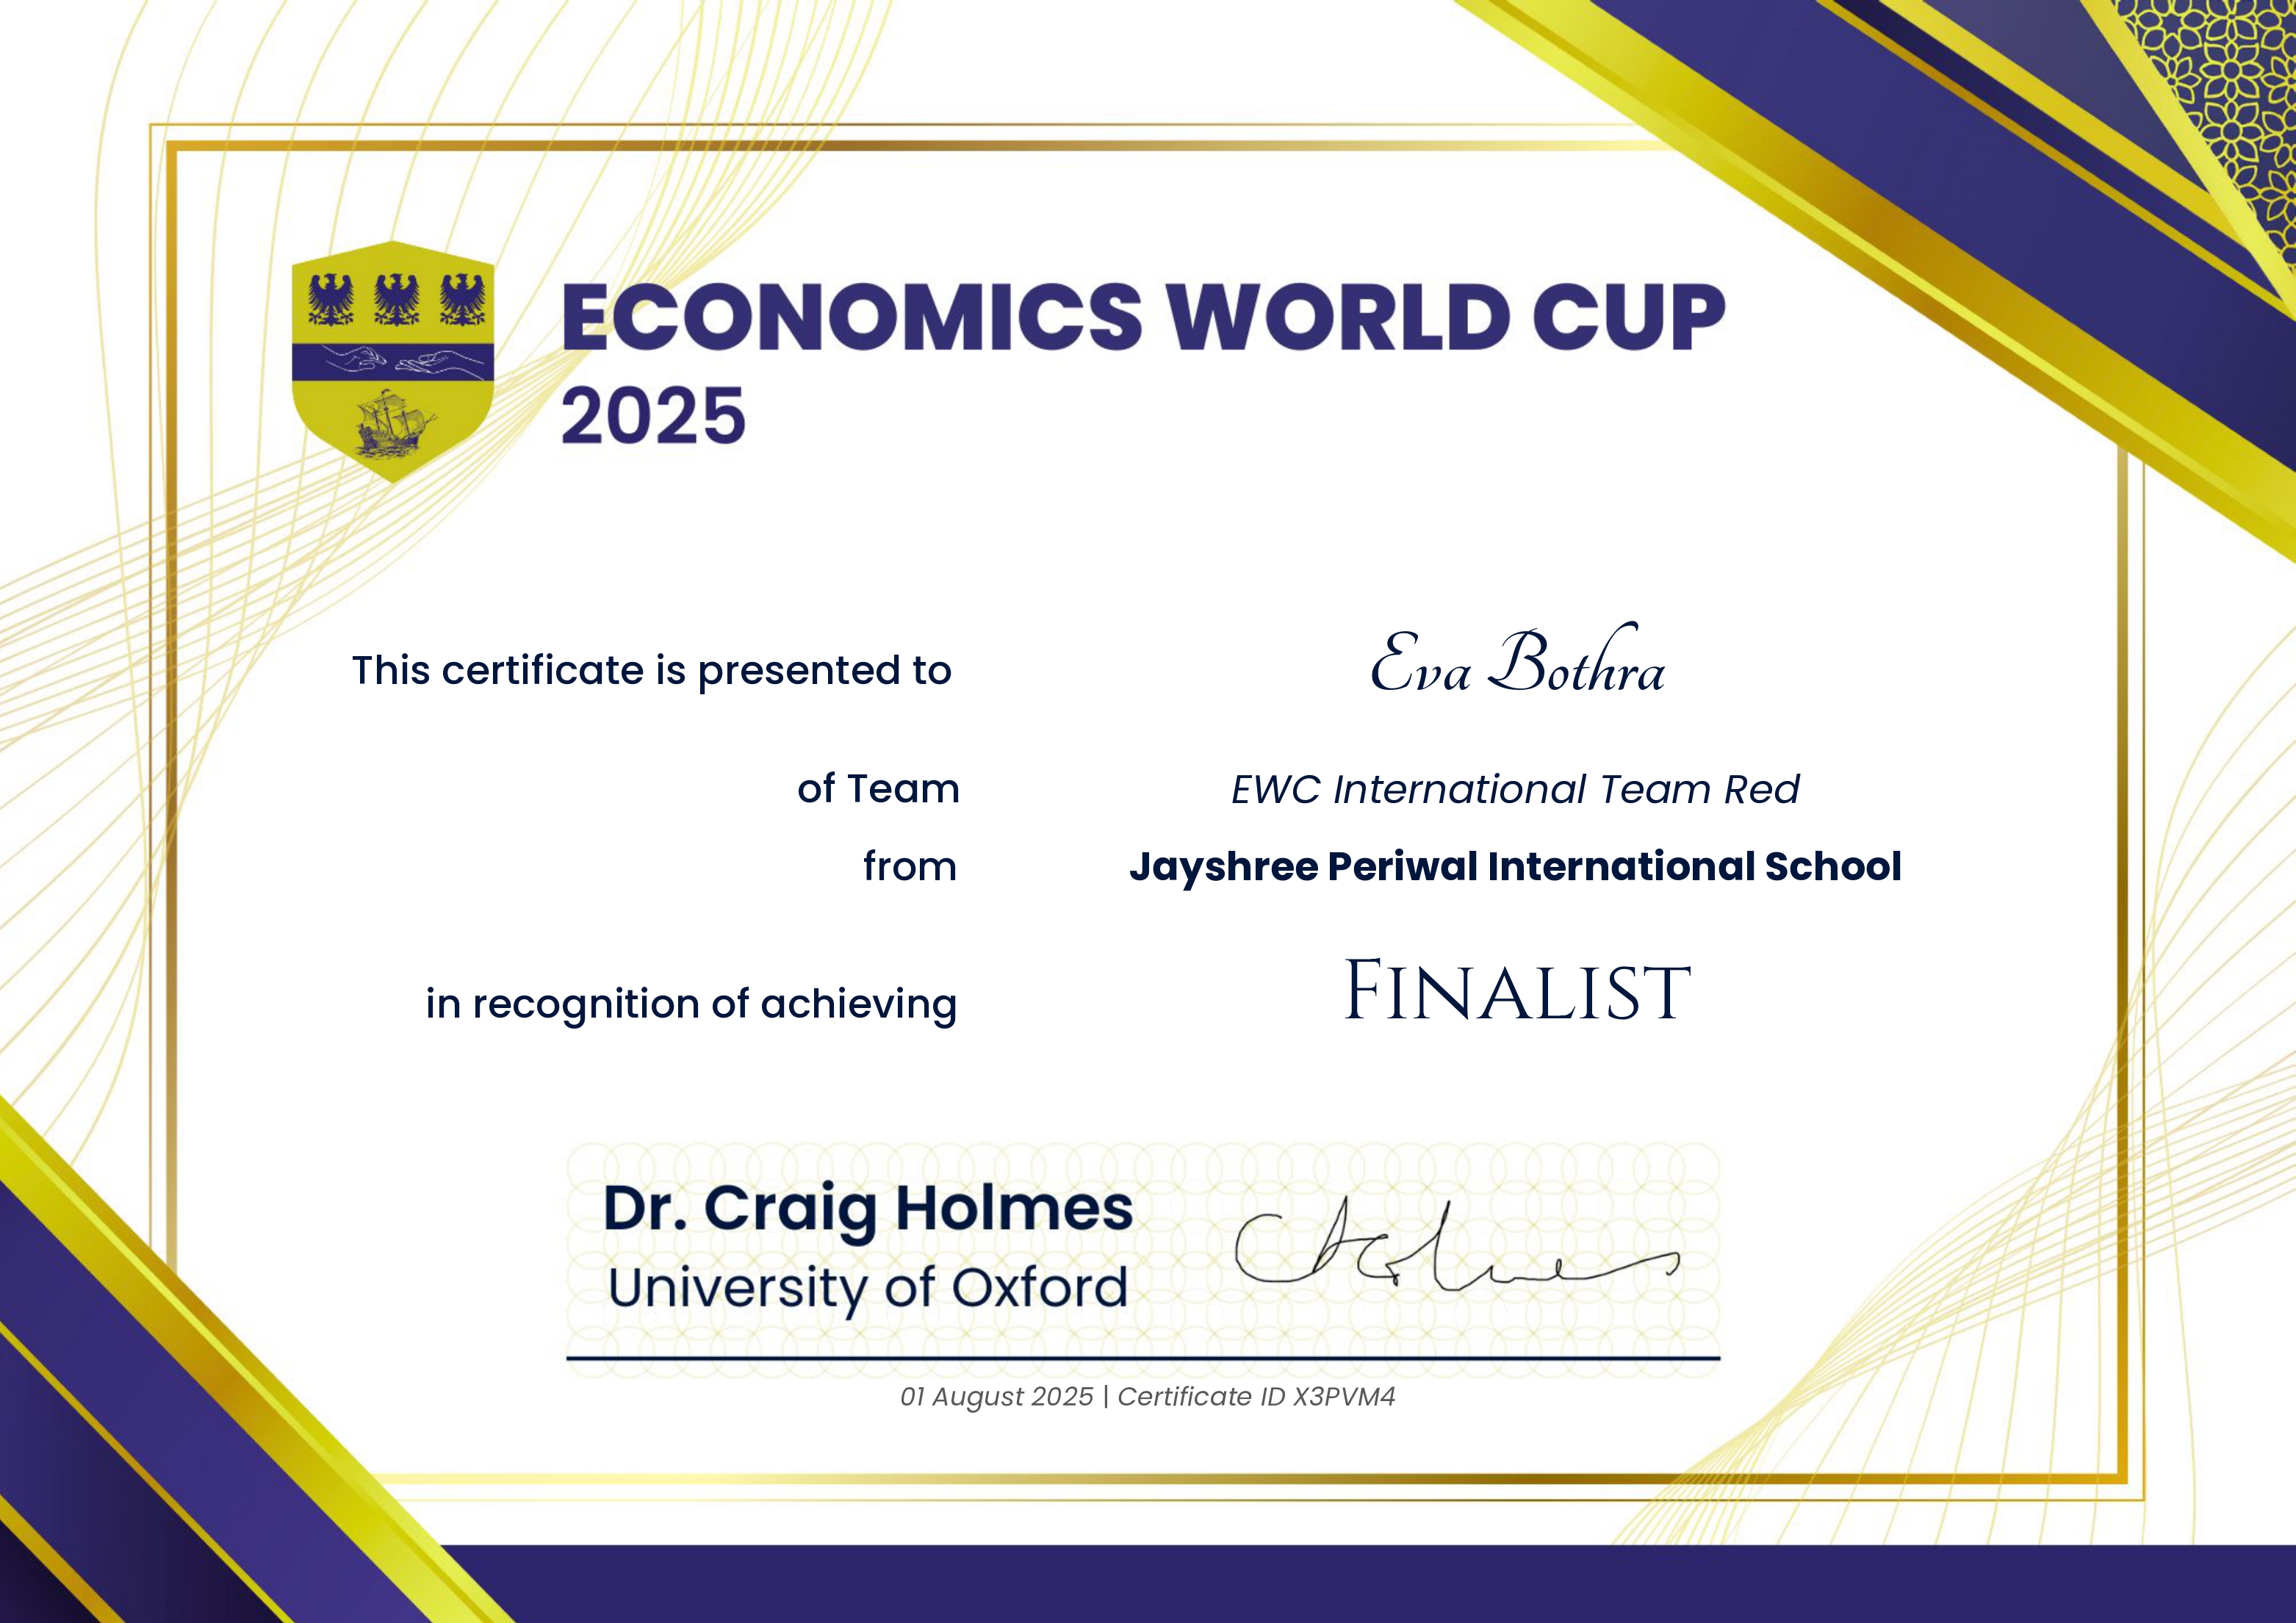 ECONOMICS WORLD CUP
2025
This certificate is presented to Eva Bothra
of Team EWC International Team Red
from Jayshree Periwal International School
in recognition of achieving FINALIST
Dr. Craig Holmes
University of Oxford
01 August 2025 | Certificate ID X3PVM4